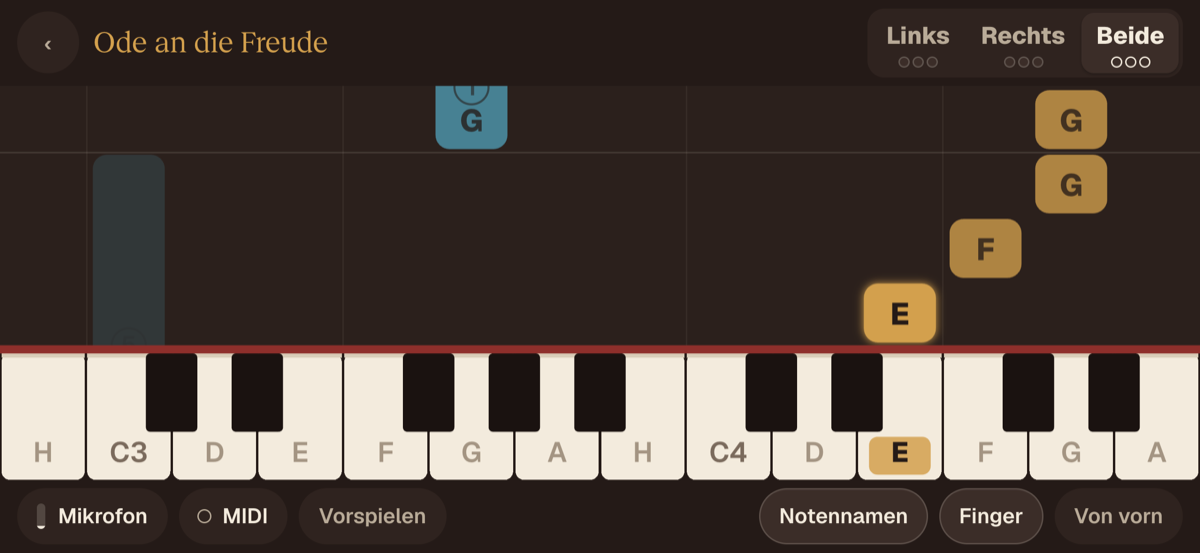 ‹ Ode an die Freude Links Rechts Beide
G G
G
F
E
H C3 D E F G A H C4 D E F G A
Mikrofon MIDI Vorspielen Notennamen Finger Von vorn